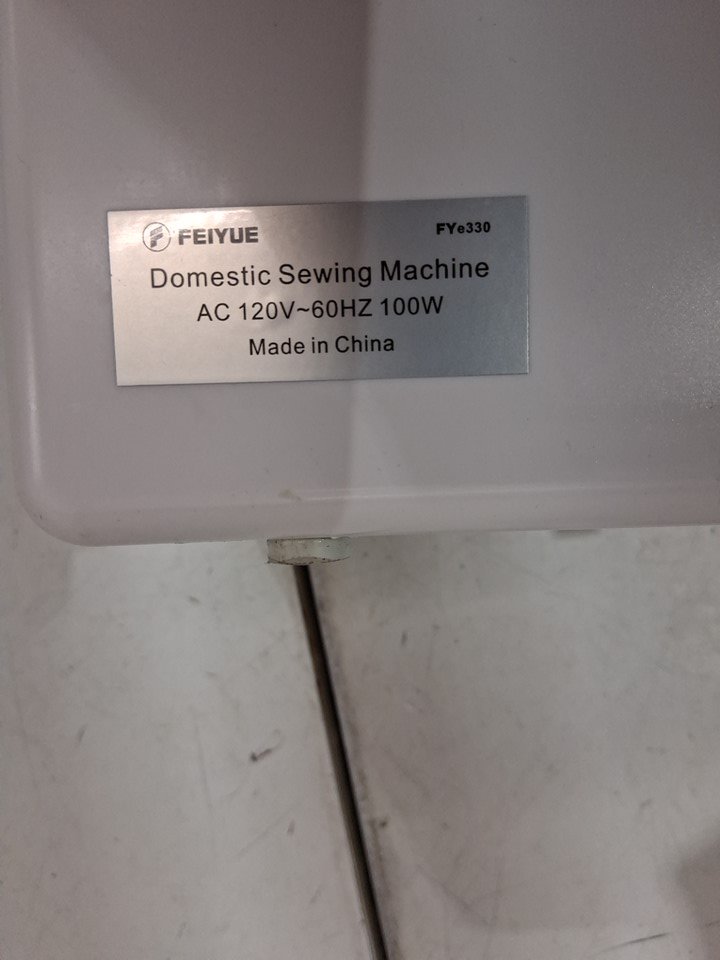 FEIYUE FYe330
Domestic Sewing Machine
AC 120V~60HZ 100W
Made in China